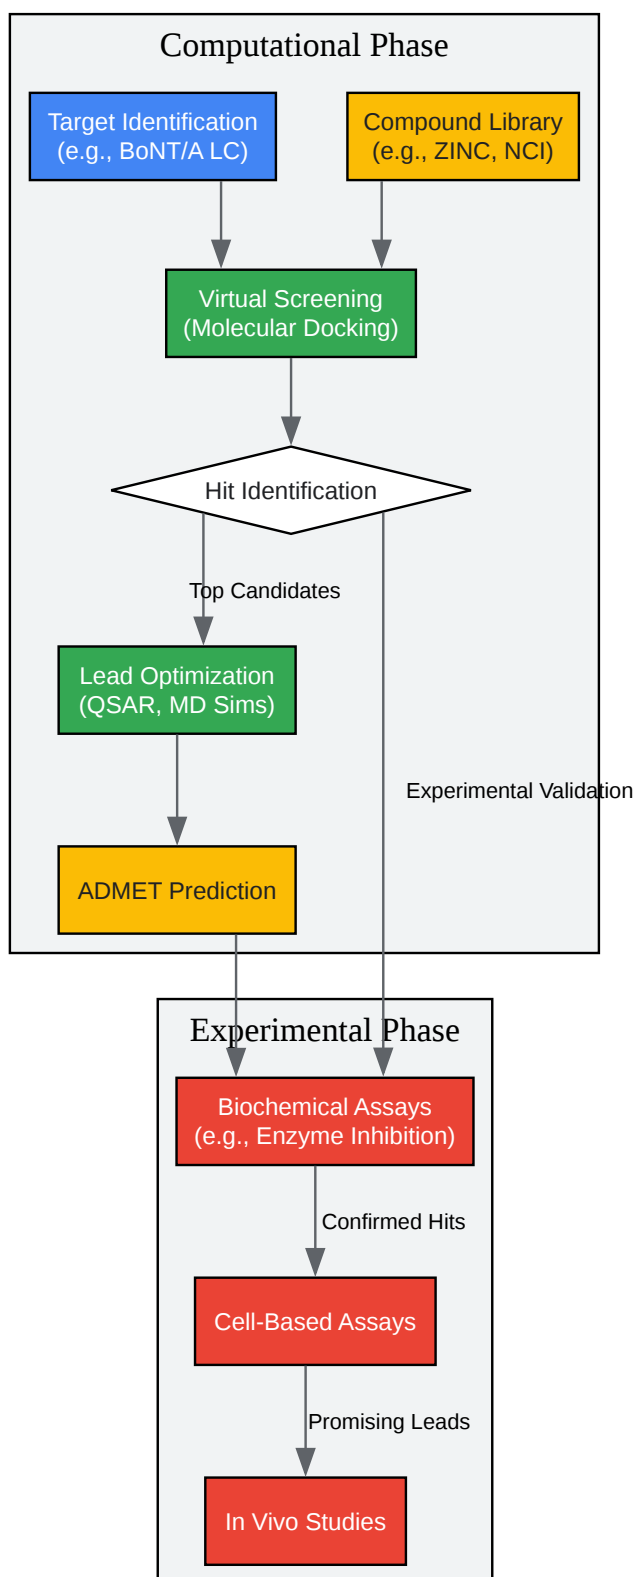 Computational Phase
Target Identification
(e.g., BoNT/A LC)
Compound Library
(e.g., ZINC, NCI)
Virtual Screening
(Molecular Docking)
Hit Identification
Top Candidates
Lead Optimization
(QSAR, MD Sims)
Experimental Validation
ADMET Prediction
Experimental Phase
Biochemical Assays
(e.g., Enzyme Inhibition)
Confirmed Hits
Cell-Based Assays
Promising Leads
In Vivo Studies